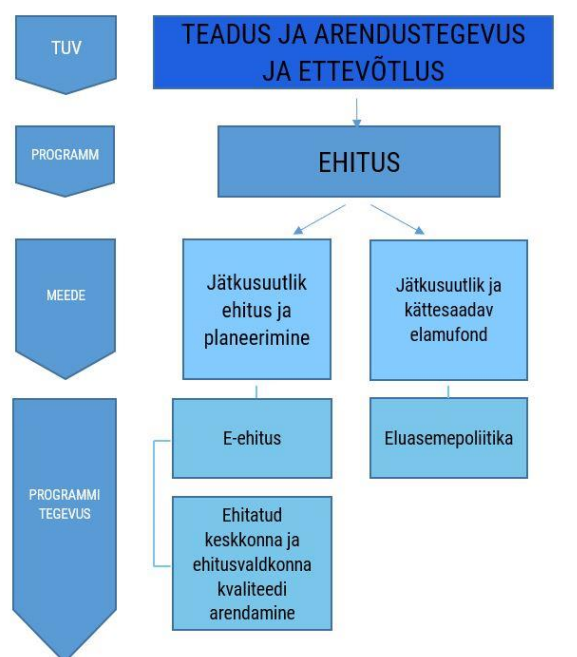 TUV
TEADUS JA ARENDUSTEGEVUS
JA ETTEVÕTLUS
PROGRAMM
EHITUS
MEEDE
Jätkusuutlik
ehitus ja
planeerimine
Jätkusuutlik ja
kättesaadav
elamufond
PROGRAMMI
TEGEVUS
E-ehitus
Eluasemepoliitika
Ehitatud
keskkonna ja
ehitusvaldkonna
kvaliteedi
arendamine